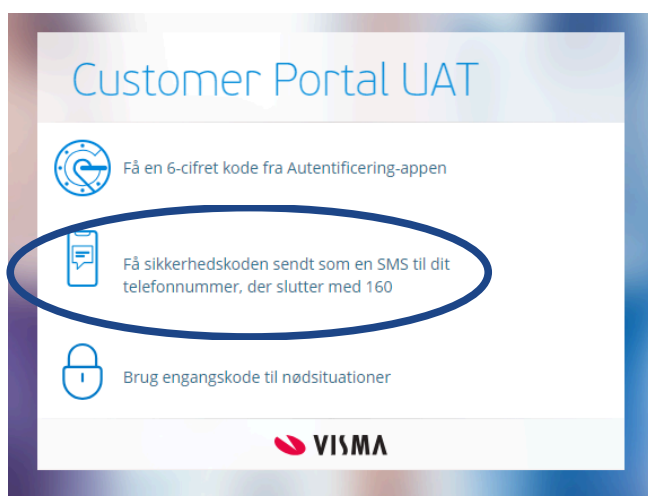 Customer Portal UAT
Få en 6-cifret kode fra Autentificering-appen
Få sikkerhedskoden sendt som en SMS til dit
telefonnummer, der slutter med 160
Brug engangskode til nødsituationer
VISMA